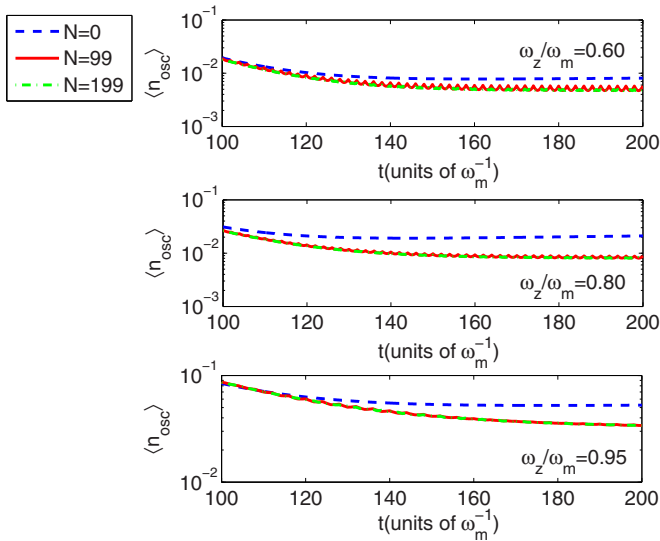 N=0
N=99
N=199
⟨n_osc⟩
10^-1
10^-2
10^-3
ω_z/ω_m=0.60
100 120 140 160 180 200
t(units of ω_m^-1)
⟨n_osc⟩
10^-1
10^-2
10^-3
ω_z/ω_m=0.80
100 120 140 160 180 200
t(units of ω_m^-1)
⟨n_osc⟩
10^-1
10^-2
ω_z/ω_m=0.95
100 120 140 160 180 200
t(units of ω_m^-1)